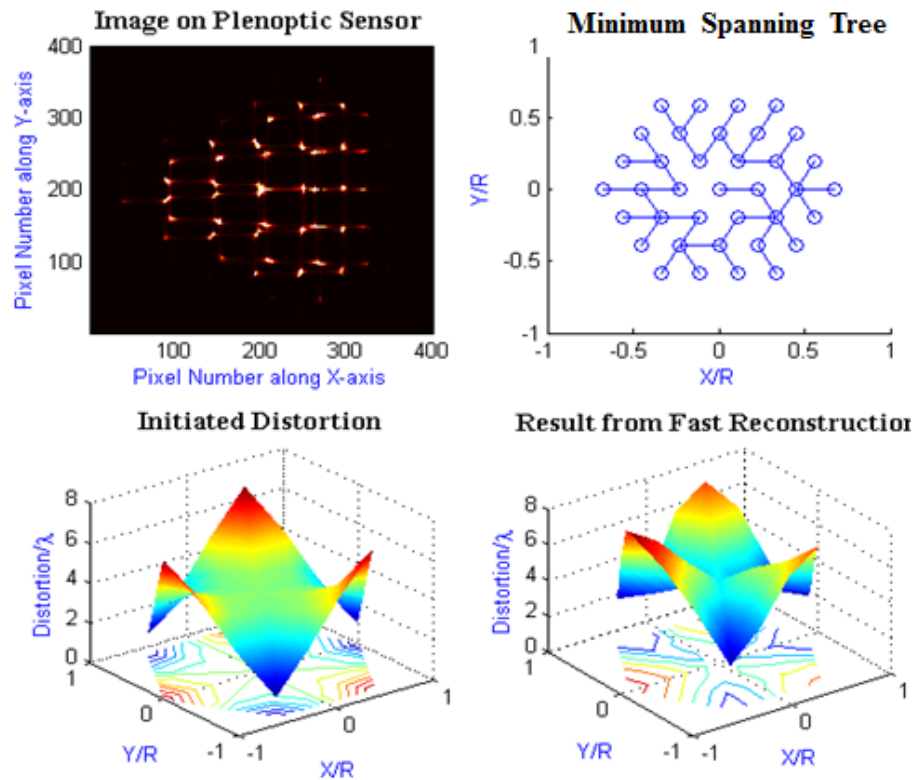 Image on Plenoptic Sensor
400
300
200
100
Pixel Number along Y-axis
100 200 300 400
Pixel Number along X-axis
Minimum Spanning Tree
1
0.5
0
-0.5
-1
Y/R
-1 -0.5 0 0.5 1
X/R
Initiated Distortion
8
6
4
2
0
Distortion/λ
1
0
-1
Y/R
-1
0
1
X/R
Result from Fast Reconstruction
8
6
4
2
0
Distortion/λ
1
0
-1
Y/R
-1
0
1
X/R